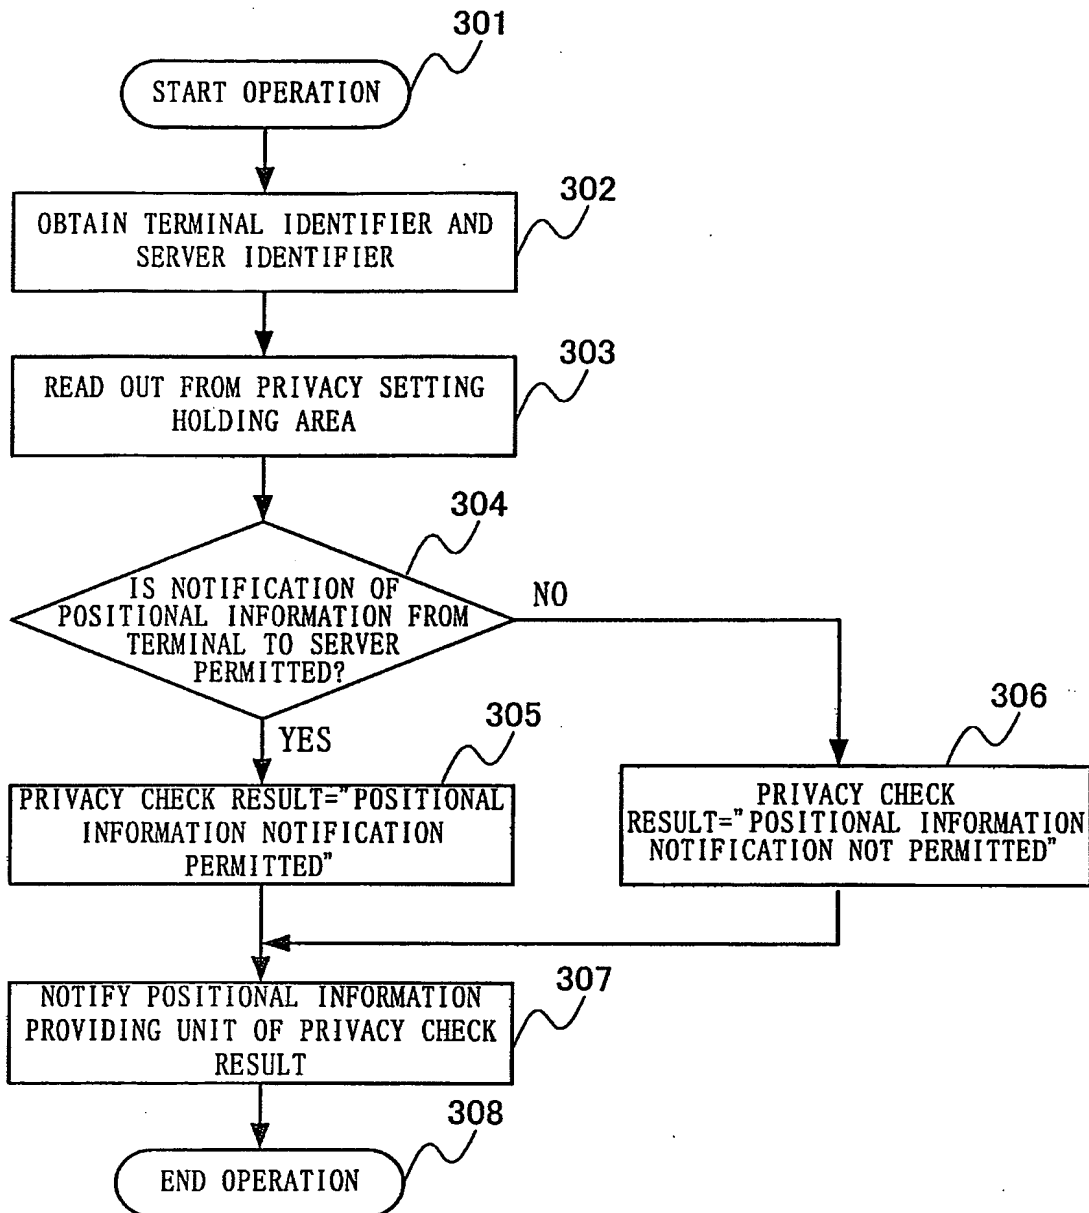 301
START OPERATION
302
OBTAIN TERMINAL IDENTIFIER AND
SERVER IDENTIFIER
303
READ OUT FROM PRIVACY SETTING
HOLDING AREA
304
IS NOTIFICATION OF
POSITIONAL INFORMATION FROM
TERMINAL TO SERVER
PERMITTED?
NO
YES
305
PRIVACY CHECK RESULT="POSITIONAL
INFORMATION NOTIFICATION
PERMITTED"
306
PRIVACY CHECK
RESULT="POSITIONAL INFORMATION
NOTIFICATION NOT PERMITTED"
307
NOTIFY POSITIONAL INFORMATION
PROVIDING UNIT OF PRIVACY CHECK
RESULT
308
END OPERATION